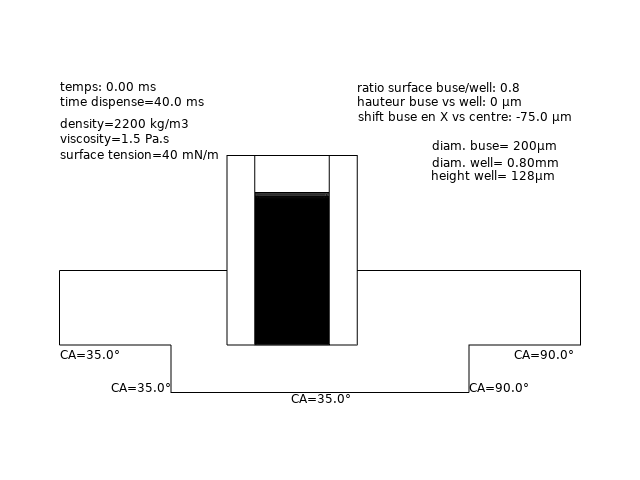 temps: 0.00 ms
time dispense=40.0 ms
density=2200 kg/m3
viscosity=1.5 Pa.s
surface tension=40 mN/m
ratio surface buse/well: 0.8
hauteur buse vs well: 0 µm
shift buse en X vs centre: -75.0 µm
diam. buse= 200µm
diam. well= 0.80mm
height well= 128µm
CA=35.0°
CA=90.0°
CA=35.0°
CA=90.0°
CA=35.0°